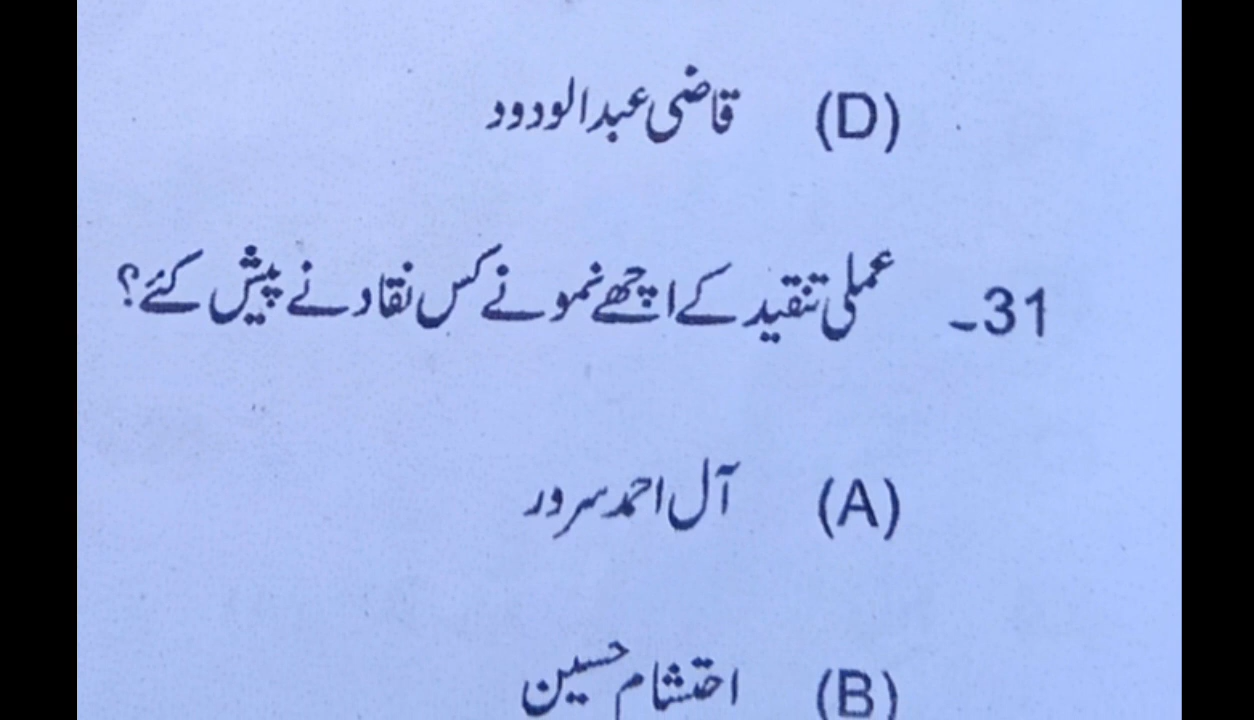 (D) قاضی عبدالودود
31۔ عملی تنقید کے اچھے نمونے کس نقاد نے پیش کئے؟
(A) آل احمد سرور
(B) احتشام حسین